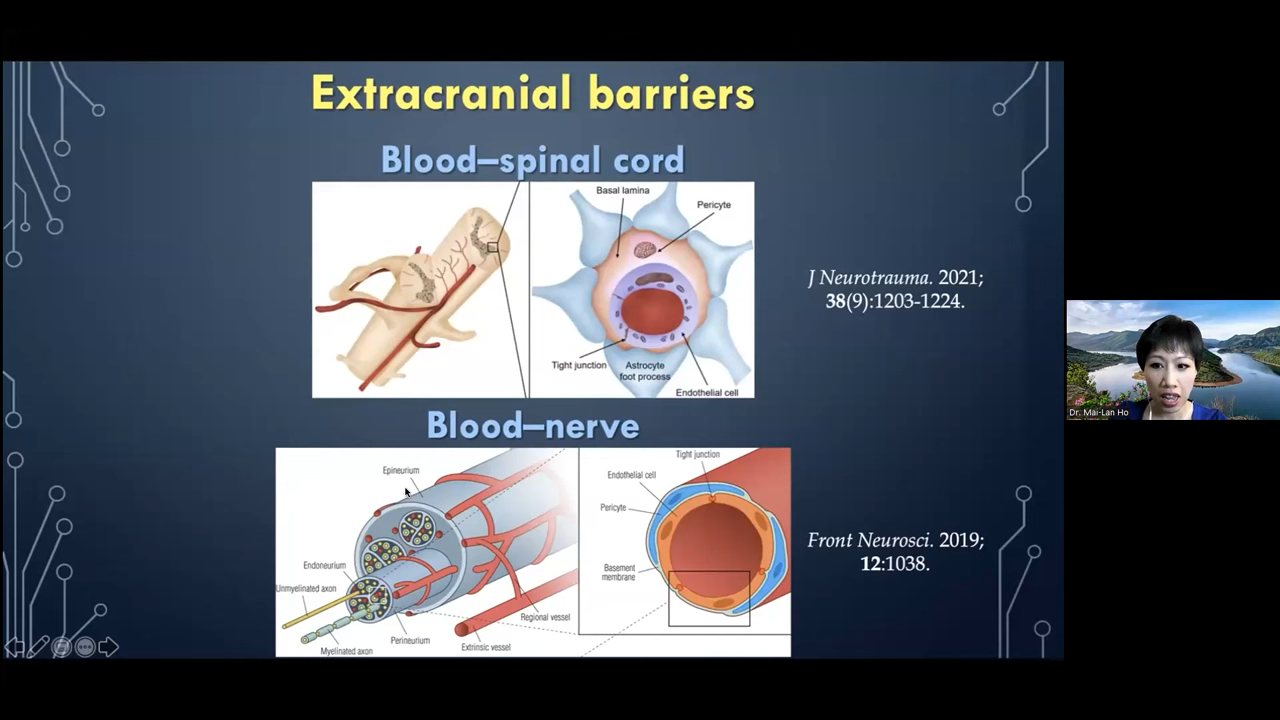 Extracranial barriers
Blood–spinal cord
Basal lamina
Pericyte
Tight junction
Astrocyte
foot process
Endothelial cell
J Neurotrauma. 2021;
38(9):1203-1224.
Dr. Mai-Lan Ho
Blood–nerve
Epineurium
Endoneurium
Unmyelinated axon
Myelinated axon
Perineurium
Extrinsic vessel
Regional vessel
Tight junction
Endothelial cell
Pericyte
Basement
membrane
Front Neurosci. 2019;
12:1038.